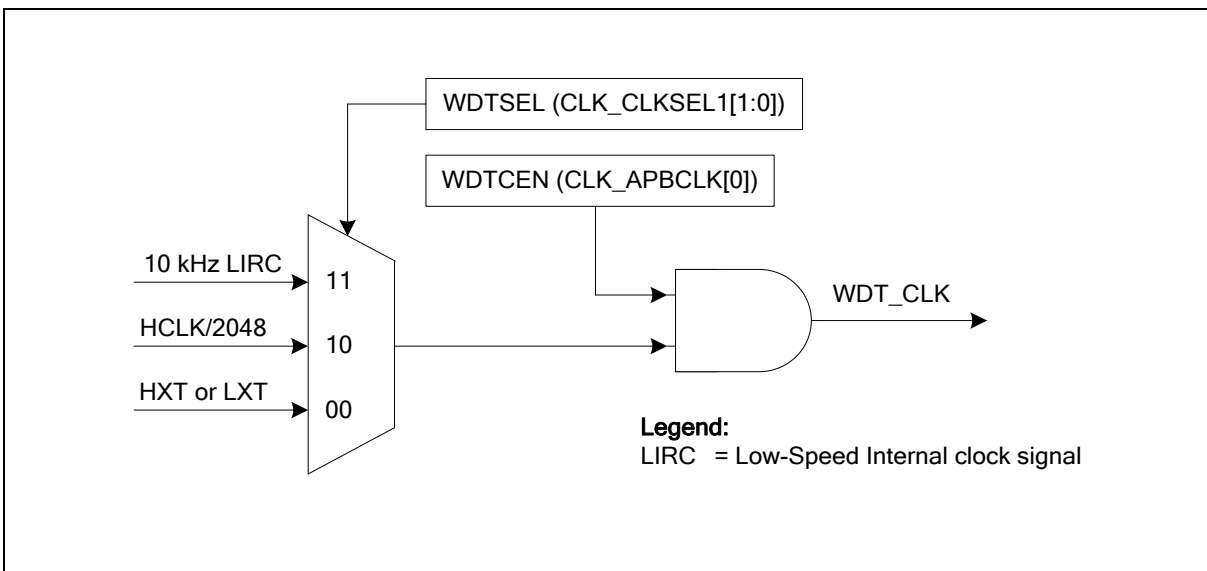 WDTSEL (CLK_CLKSEL1[1:0])
WDTCEN (CLK_APBCLK[0])
10 kHz LIRC
11
HCLK/2048
10
HXT or LXT
00
WDT_CLK
Legend:
LIRC = Low-Speed Internal clock signal